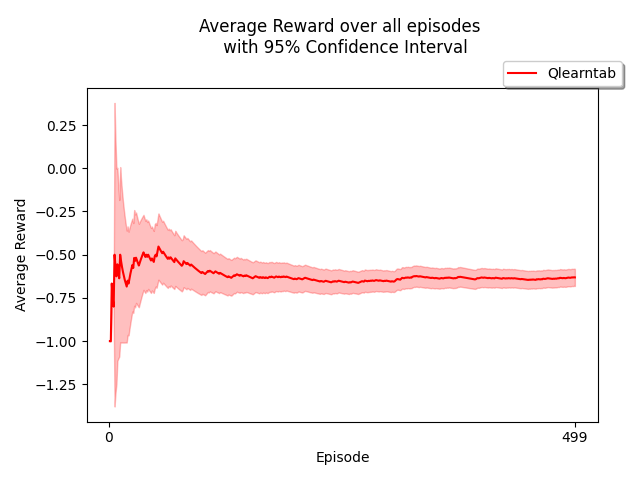 Average Reward over all episodes
with 95% Confidence Interval
Qlearntab
0.25
0.00
−0.25
−0.50
−0.75
−1.00
−1.25
Average Reward
0
499
Episode